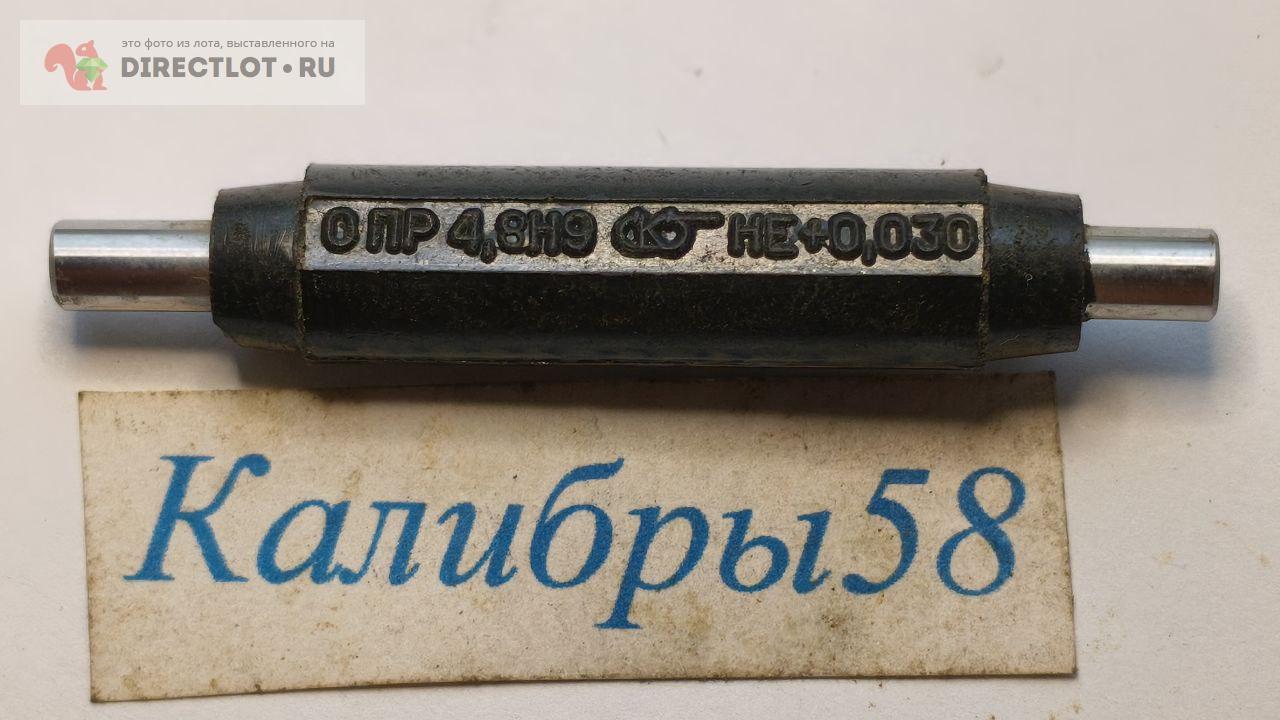 это фото из лота, выставленного на
DIRECTLOT•RU
0 ПР 4,8Н9 НЕ+0,030
Калибры58